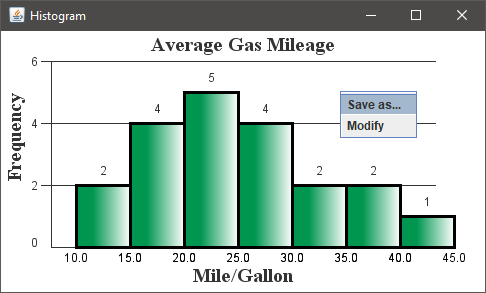 Histogram
Average Gas Mileage
Frequency
6
5
4
4
4
2
2
2
2
1
0
Save as...
Modify
10.0 15.0 20.0 25.0 30.0 35.0 40.0 45.0
Mile/Gallon